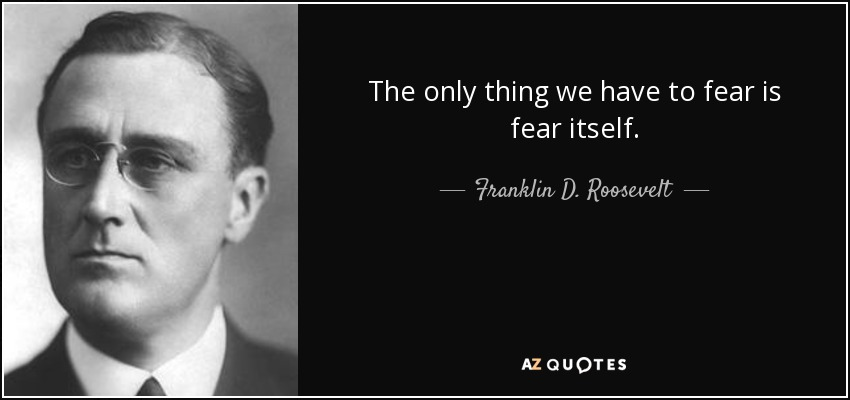 The only thing we have to fear is
fear itself.
— Franklin D. Roosevelt —
AZ QUOTES